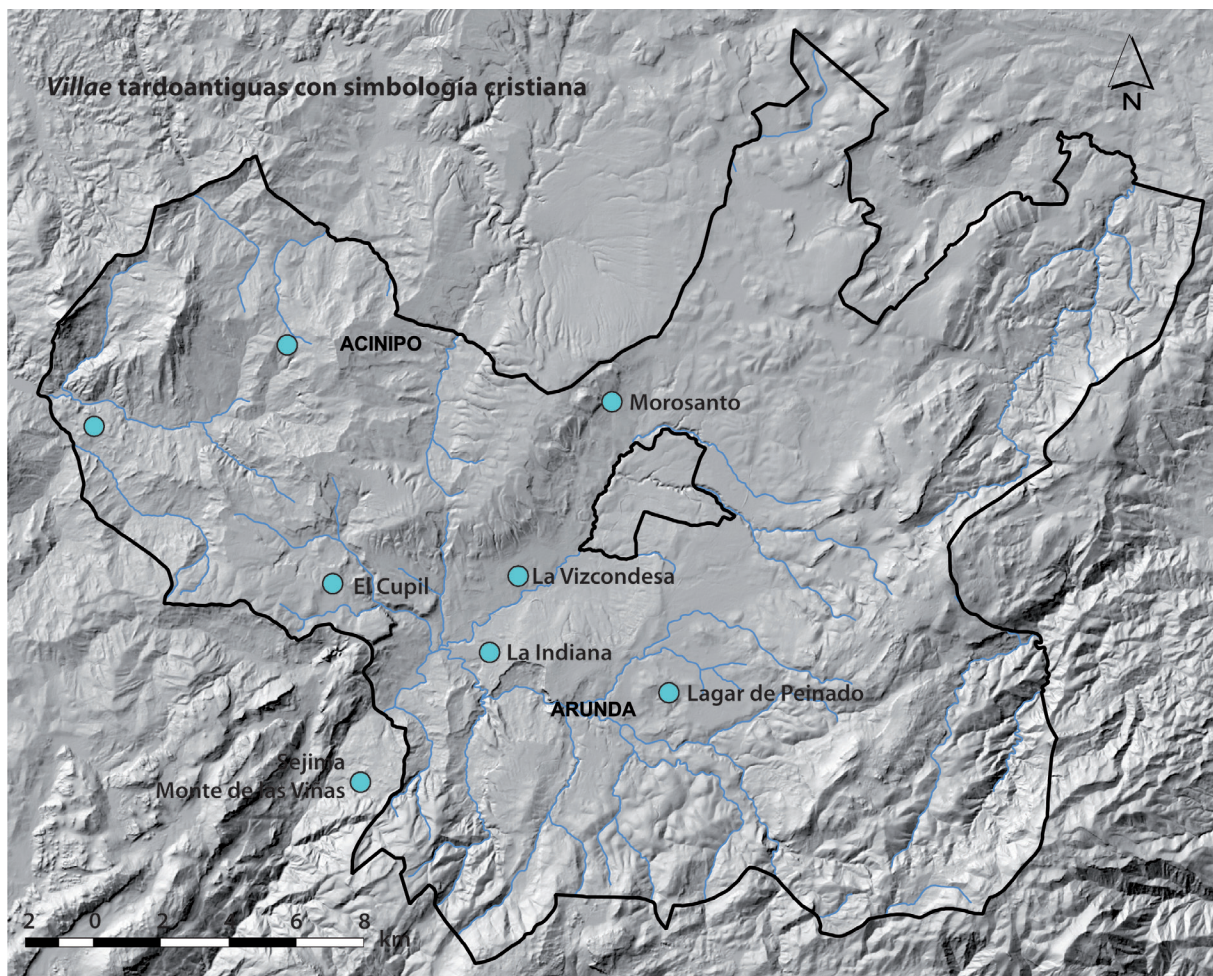 Villae tardoantiguas con simbología cristiana
N
ACINIPO
Morosanto
La Vizcondesa
El Cupil
La Indiana
Lagar de Peinado
ARUNDA
Sejima
Monte de las Viñas
2 0 2 4 6 8
km